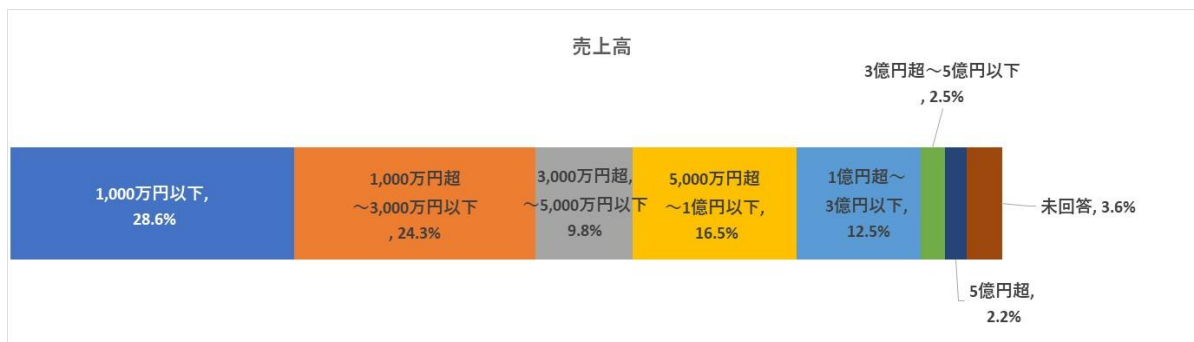 売上高
3億円超～5億円以下
, 2.5%
1,000万円以下,
28.6%
1,000万円超
～3,000万円以下
, 24.3%
3,000万円超,
～5,000万円以下
9.8%
5,000万円超
～1億円以下,
16.5%
1億円超～
3億円以下,
12.5%
未回答, 3.6%
5億円超,
2.2%